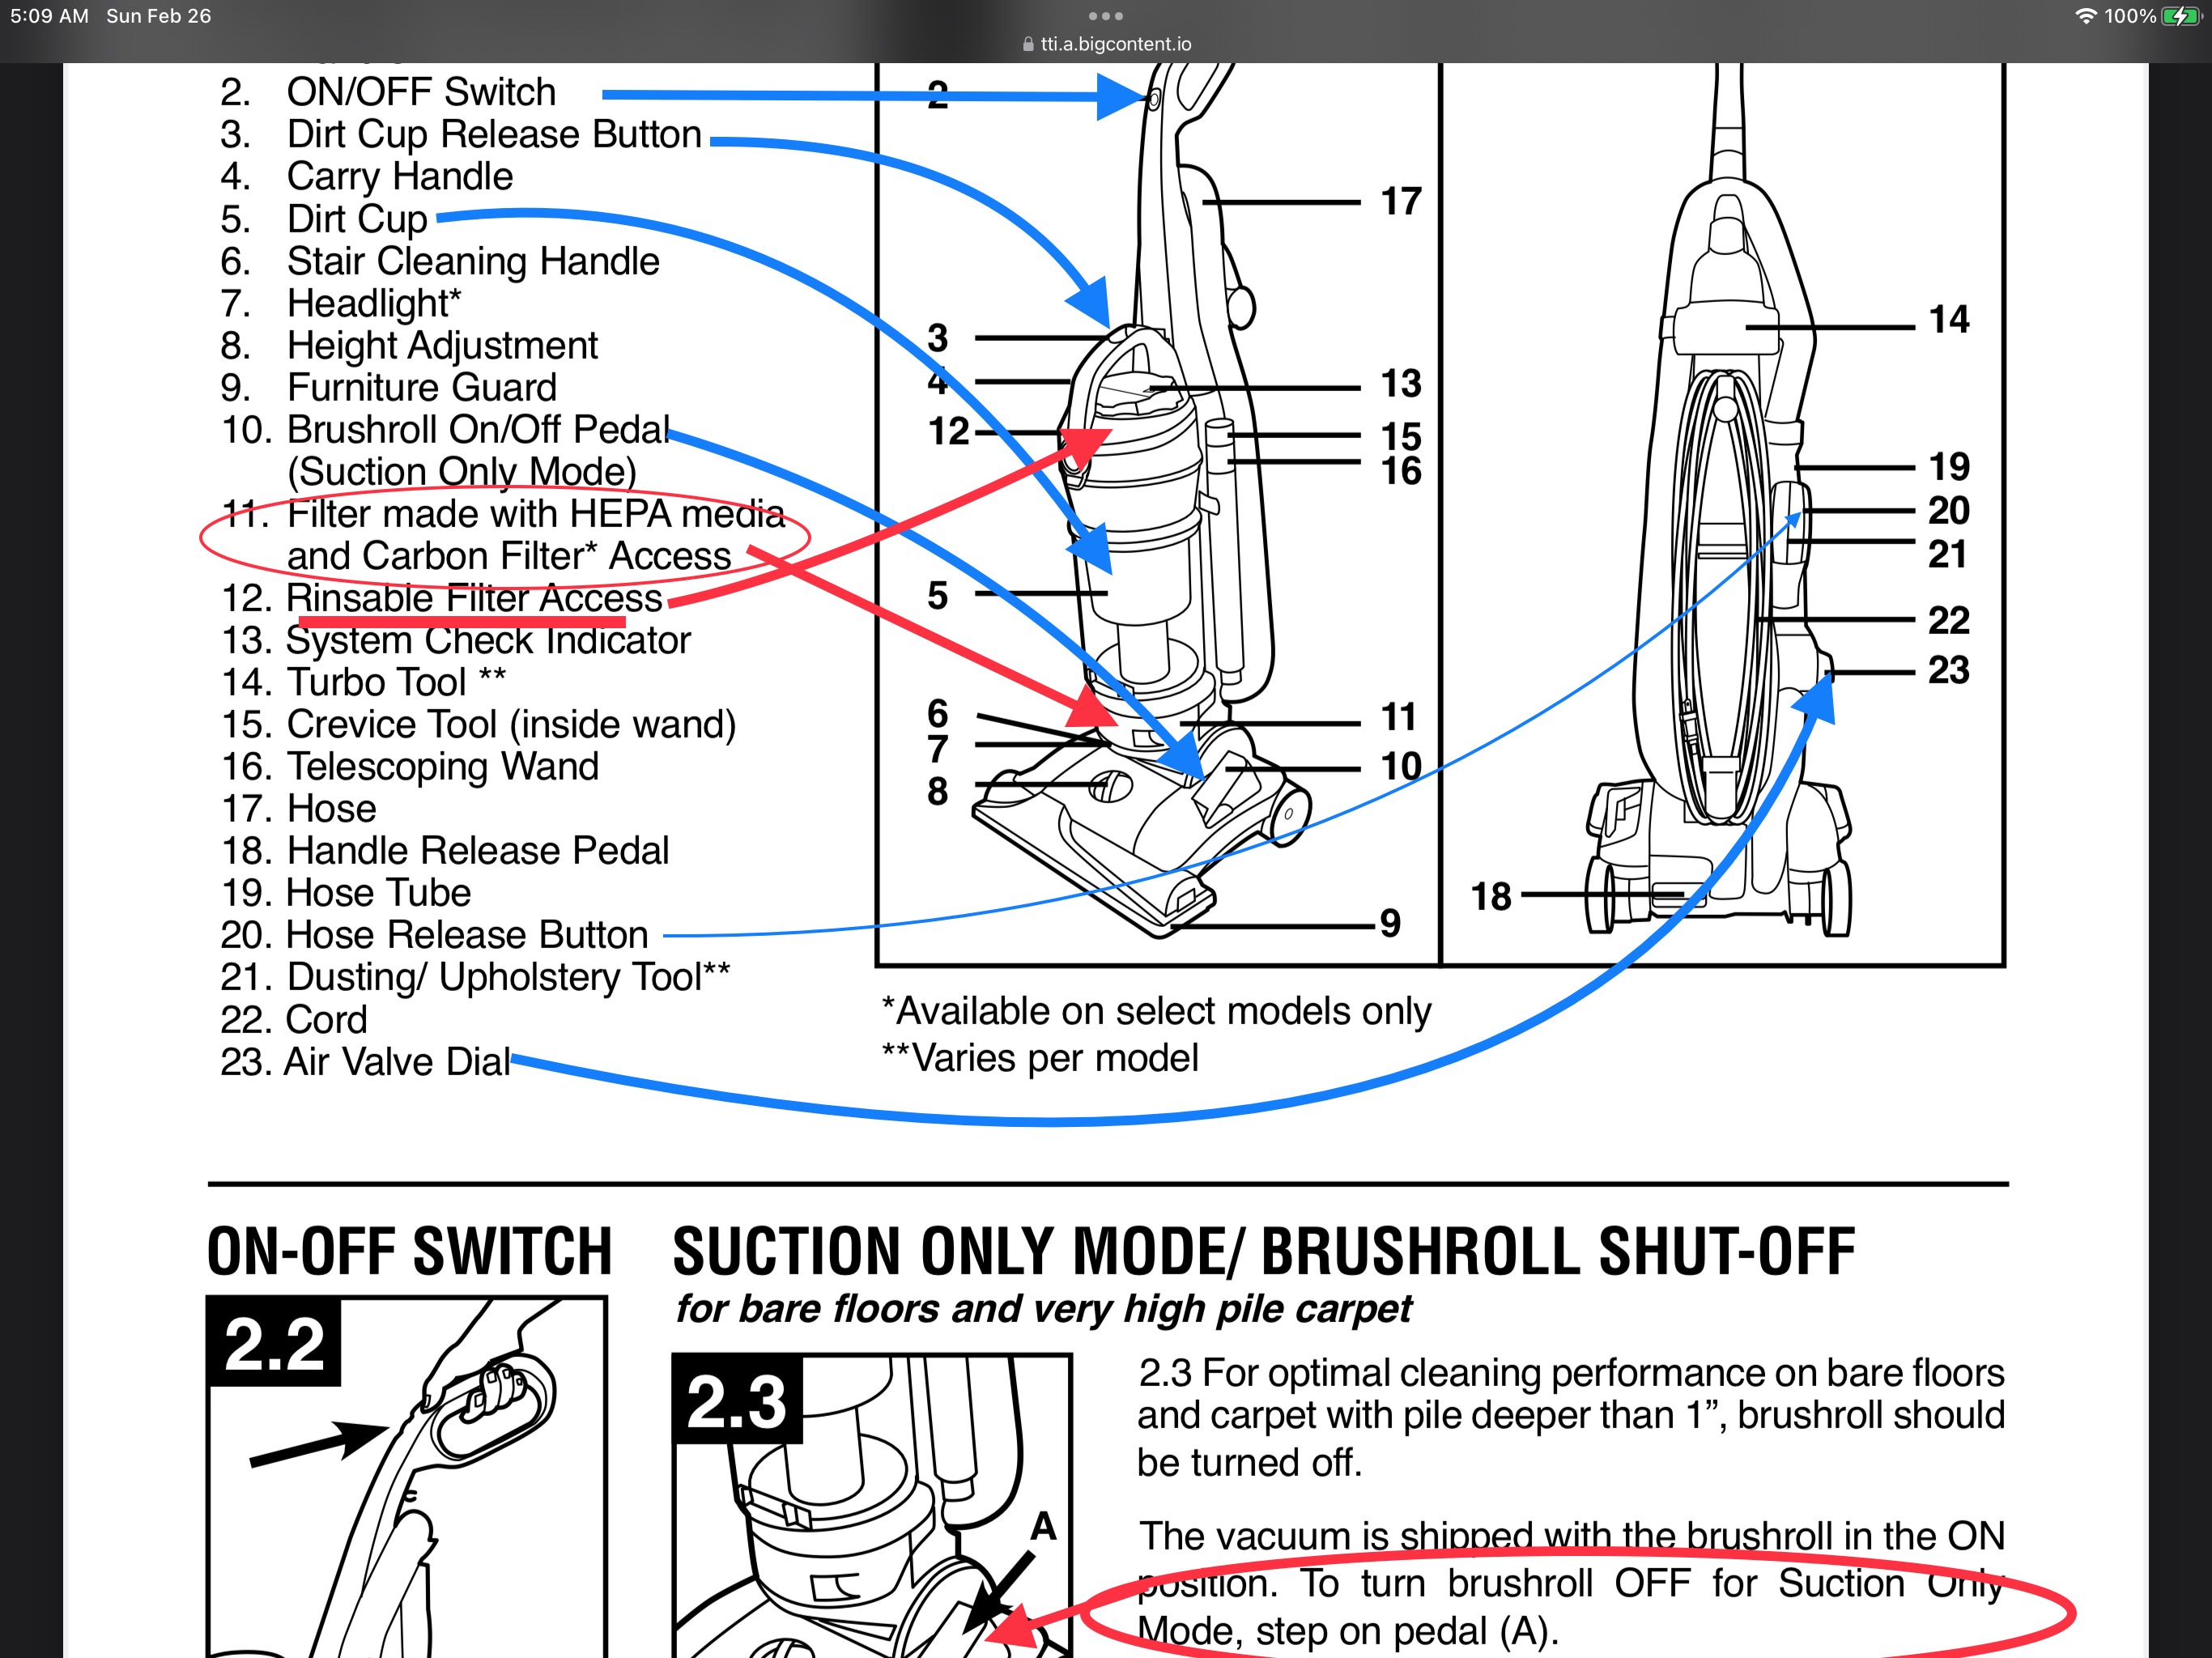 5:09 AM Sun Feb 26
100%
tti.a.bigcontent.io
2. ON/OFF Switch
3. Dirt Cup Release Button
4. Carry Handle
5. Dirt Cup
6. Stair Cleaning Handle
7. Headlight*
8. Height Adjustment
9. Furniture Guard
10. Brushroll On/Off Pedal
(Suction Only Mode)
11. Filter made with HEPA media
and Carbon Filter* Access
12. Rinsable Filter Access
13. System Check Indicator
14. Turbo Tool **
15. Crevice Tool (inside wand)
16. Telescoping Wand
17. Hose
18. Handle Release Pedal
19. Hose Tube
20. Hose Release Button
21. Dusting/ Upholstery Tool**
22. Cord
23. Air Valve Dial
2
17
3
4
13
12
15
16
5
6
11
7
10
8
9
14
19
20
21
22
23
18
*Available on select models only
**Varies per model
ON-OFF SWITCH
2.2
SUCTION ONLY MODE/ BRUSHROLL SHUT-OFF
for bare floors and very high pile carpet
2.3
A
2.3 For optimal cleaning performance on bare floors
and carpet with pile deeper than 1”, brushroll should
be turned off.
The vacuum is shipped with the brushroll in the ON
position. To turn brushroll OFF for Suction Only
Mode, step on pedal (A).